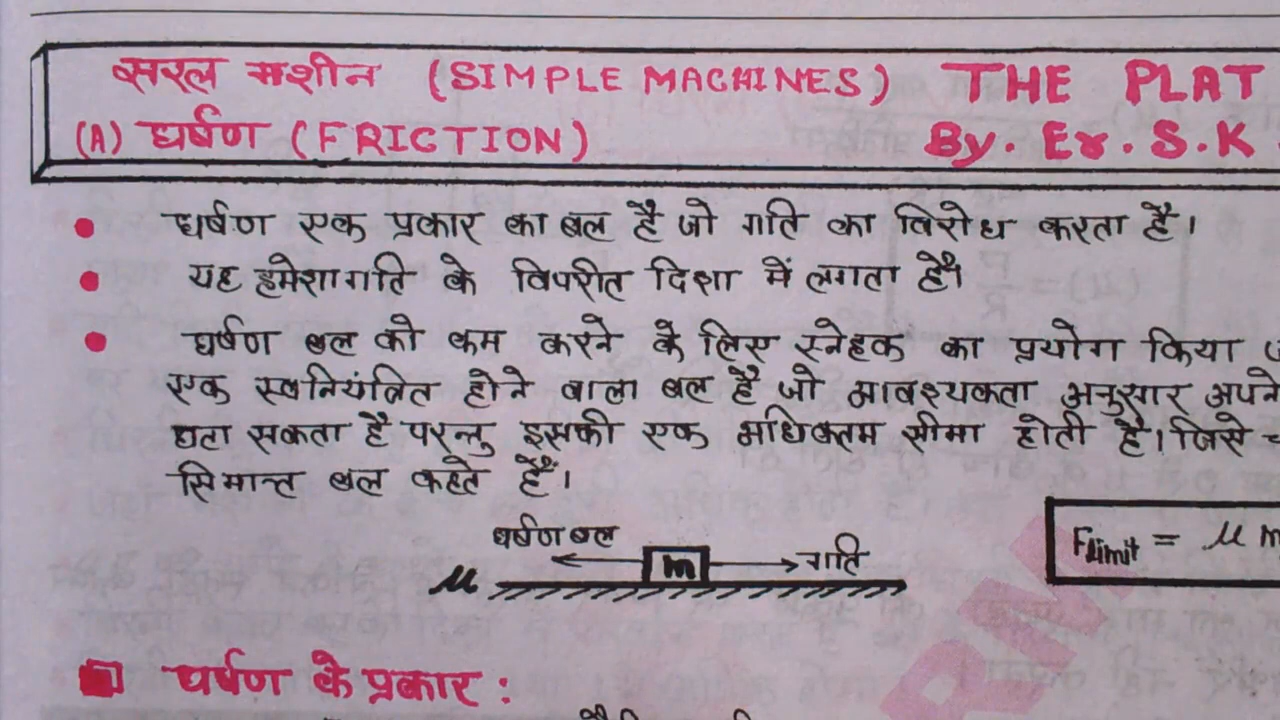 सरल मशीन (SIMPLE MACHINES) THE PLAT
(A) घर्षण (FRICTION) By. Er. S.K
• घर्षण एक प्रकार का बल है जो गति का विरोध करता है।
• यह हमेशा गति के विपरीत दिशा में लगता है।
• घर्षण बल को कम करने के लिए स्नेहक का प्रयोग किया
एक स्वनियंत्रित होने वाला बल है जो आवश्यकता अनुसार अपने
घटा सकता है परन्तु इसकी एक अधिकतम सीमा होती है। जिसे
सिमान्त बल कहते हैं।
घर्षण बल
m गति
μ
Flimit = μ m
घर्षण के प्रकार :